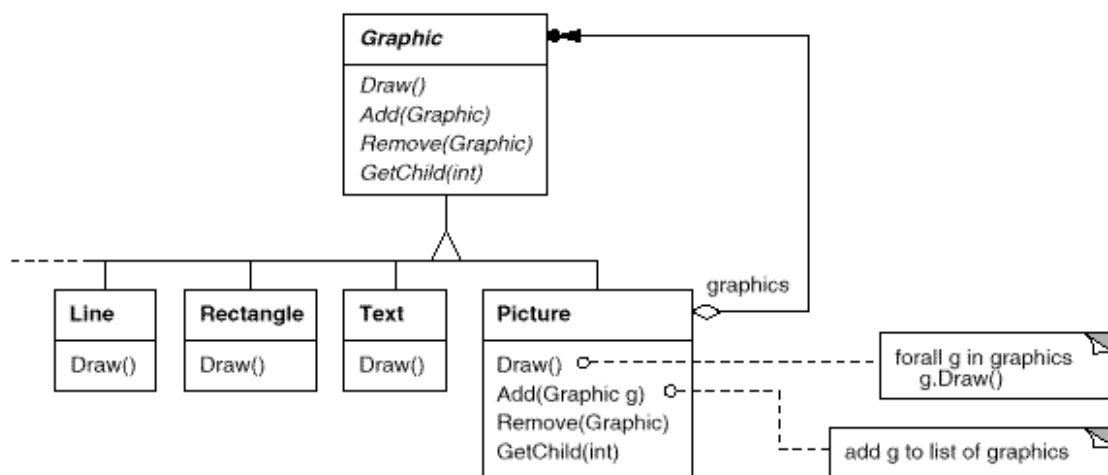 Graphic
Draw()
Add(Graphic)
Remove(Graphic)
GetChild(int)
graphics
Line
Draw()
Rectangle
Draw()
Text
Draw()
Picture
Draw()
Add(Graphic g)
Remove(Graphic)
GetChild(int)
forall g in graphics
g.Draw()
add g to list of graphics